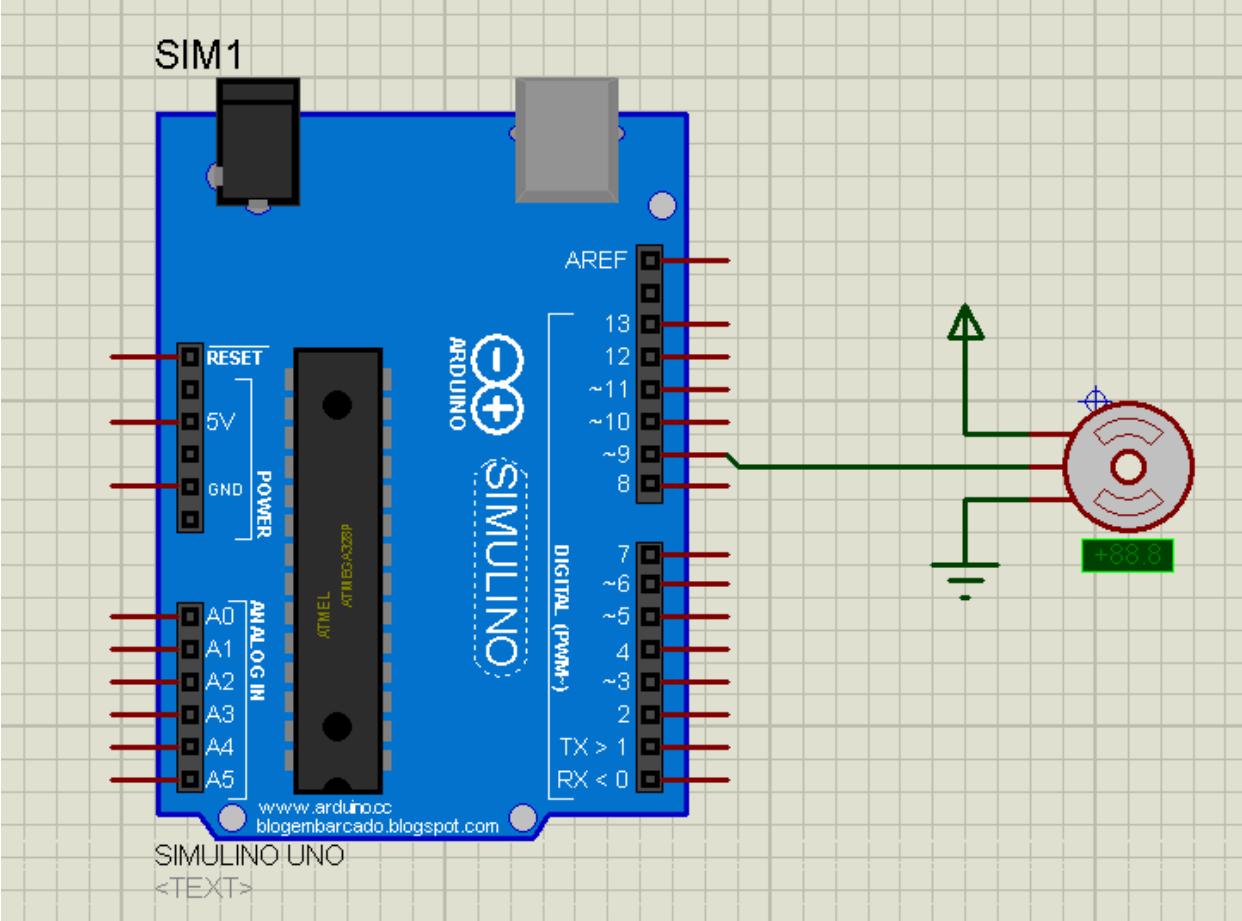 SIM1
AREF
13
12
~11
~10
~9
8
ARDUINO
RESET
5V
GND
POWER
SIMULINO
ATMEL
ATMEGA328P
DIGITAL (PWM~)
7
~6
~5
4
~3
2
TX > 1
RX < 0
A0
A1
A2
A3
A4
A5
ANALOG IN
+88.8
www.arduino.cc
blogembarcado.blogspot.com
SIMULINO UNO
<TEXT>